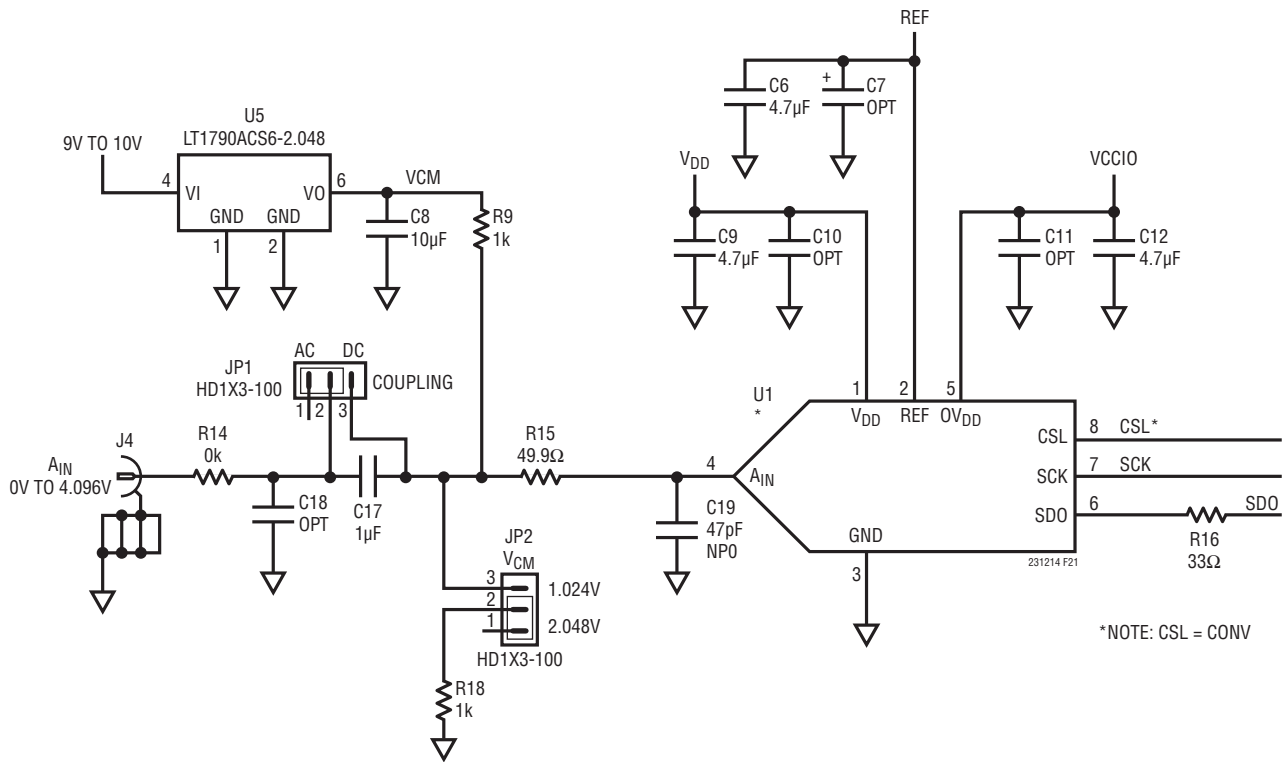 REF
C6
4.7µF
+
C7
OPT
U5
LT1790ACS6-2.048
9V TO 10V
4
VI
VO
6
VCM
GND
GND
1
2
C8
10µF
R9
1k
VDD
C9
4.7µF
C10
OPT
VCCIO
C11
OPT
C12
4.7µF
AC
DC
JP1
HD1X3-100
COUPLING
1
2
3
J4
AIN
0V TO 4.096V
R14
0k
C18
OPT
C17
1µF
R15
49.9Ω
C19
47pF
NPO
JP2
VCM
3
2
1
1.024V
2.048V
HD1X3-100
R18
1k
U1
*
1
2
5
VDD
REF
OVDD
4
AIN
CSL
8
CSL*
SCK
7
SCK
SDO
6
SDO
R16
33Ω
GND
3
231214 F21
*NOTE: CSL = CONV